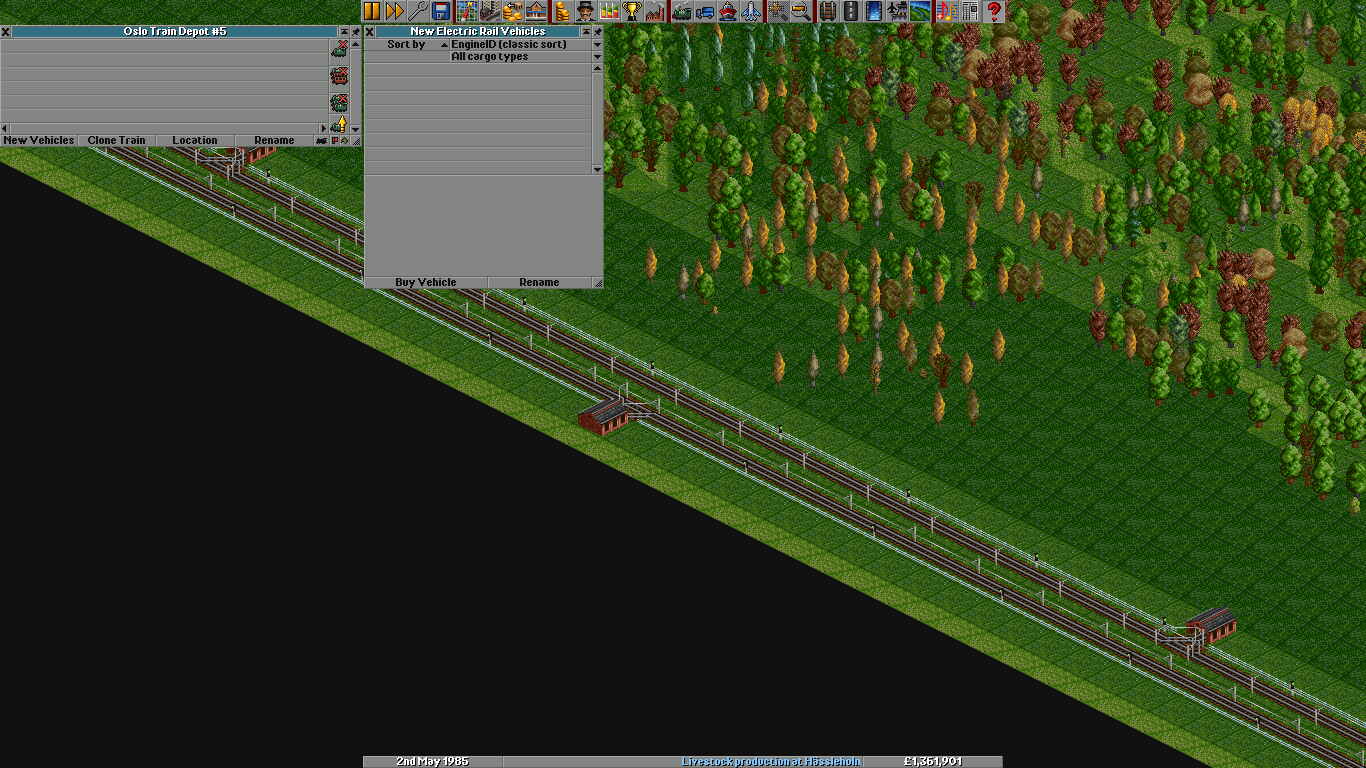 Oslo Train Depot #5
New Vehicles Clone Train Location Rename
New Electric Rail Vehicles
Sort by EngineID (classic sort)
All cargo types
Buy Vehicle Rename
2nd May 1985 Livestock production at Hässleholn £1,361,901